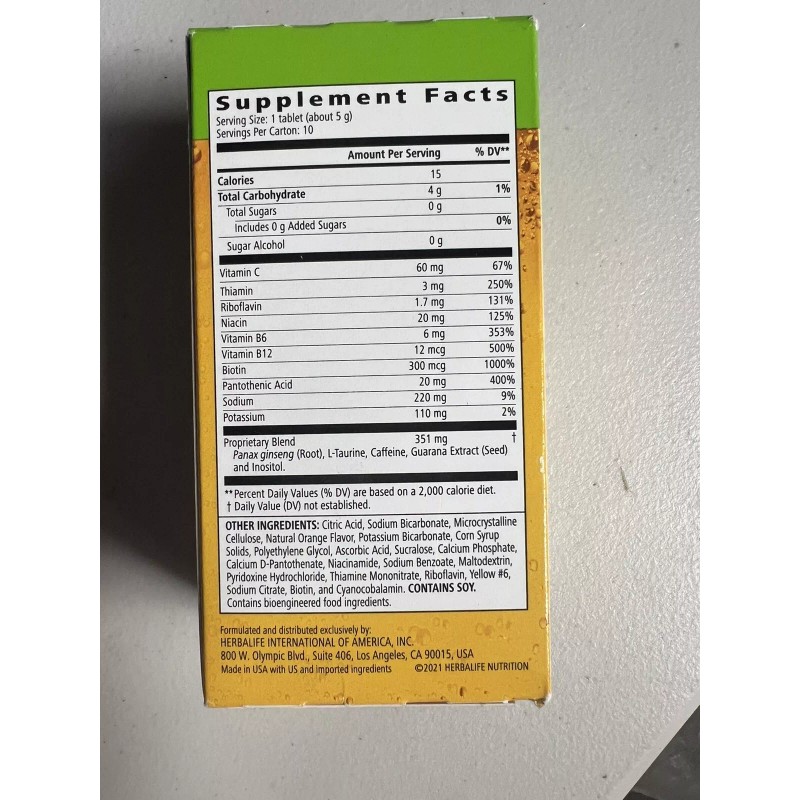 Supplement Facts
Serving Size: 1 tablet (about 5 g)
Servings Per Carton: 10
Amount Per Serving % DV**
Calories 15
Total Carbohydrate 4 g 1%
Total Sugars 0 g
Includes 0 g Added Sugars 0%
Sugar Alcohol 0 g
Vitamin C 60 mg 67%
Thiamin 3 mg 250%
Riboflavin 1.7 mg 131%
Niacin 20 mg 125%
Vitamin B6 6 mg 353%
Vitamin B12 12 mcg 500%
Biotin 300 mcg 1000%
Pantothenic Acid 20 mg 400%
Sodium 220 mg 9%
Potassium 110 mg 2%
Proprietary Blend 351 mg †
Panax ginseng (Root), L-Taurine, Caffeine, Guarana Extract (Seed)
and Inositol.
**Percent Daily Values (% DV) are based on a 2,000 calorie diet.
† Daily Value (DV) not established.
OTHER INGREDIENTS: Citric Acid, Sodium Bicarbonate, Microcrystalline
Cellulose, Natural Orange Flavor, Potassium Bicarbonate, Corn Syrup
Solids, Polyethylene Glycol, Ascorbic Acid, Sucralose, Calcium Phosphate,
Calcium D-Pantothenate, Niacinamide, Sodium Benzoate, Maltodextrin,
Pyridoxine Hydrochloride, Thiamine Mononitrate, Riboflavin, Yellow #6,
Sodium Citrate, Biotin, and Cyanocobalamin. CONTAINS SOY.
Contains bioengineered food ingredients.
Formulated and distributed exclusively by:
HERBALIFE INTERNATIONAL OF AMERICA, INC.
800 W. Olympic Blvd., Suite 406, Los Angeles, CA 90015, USA
Made in USA with US and imported ingredients ©2021 HERBALIFE NUTRITION